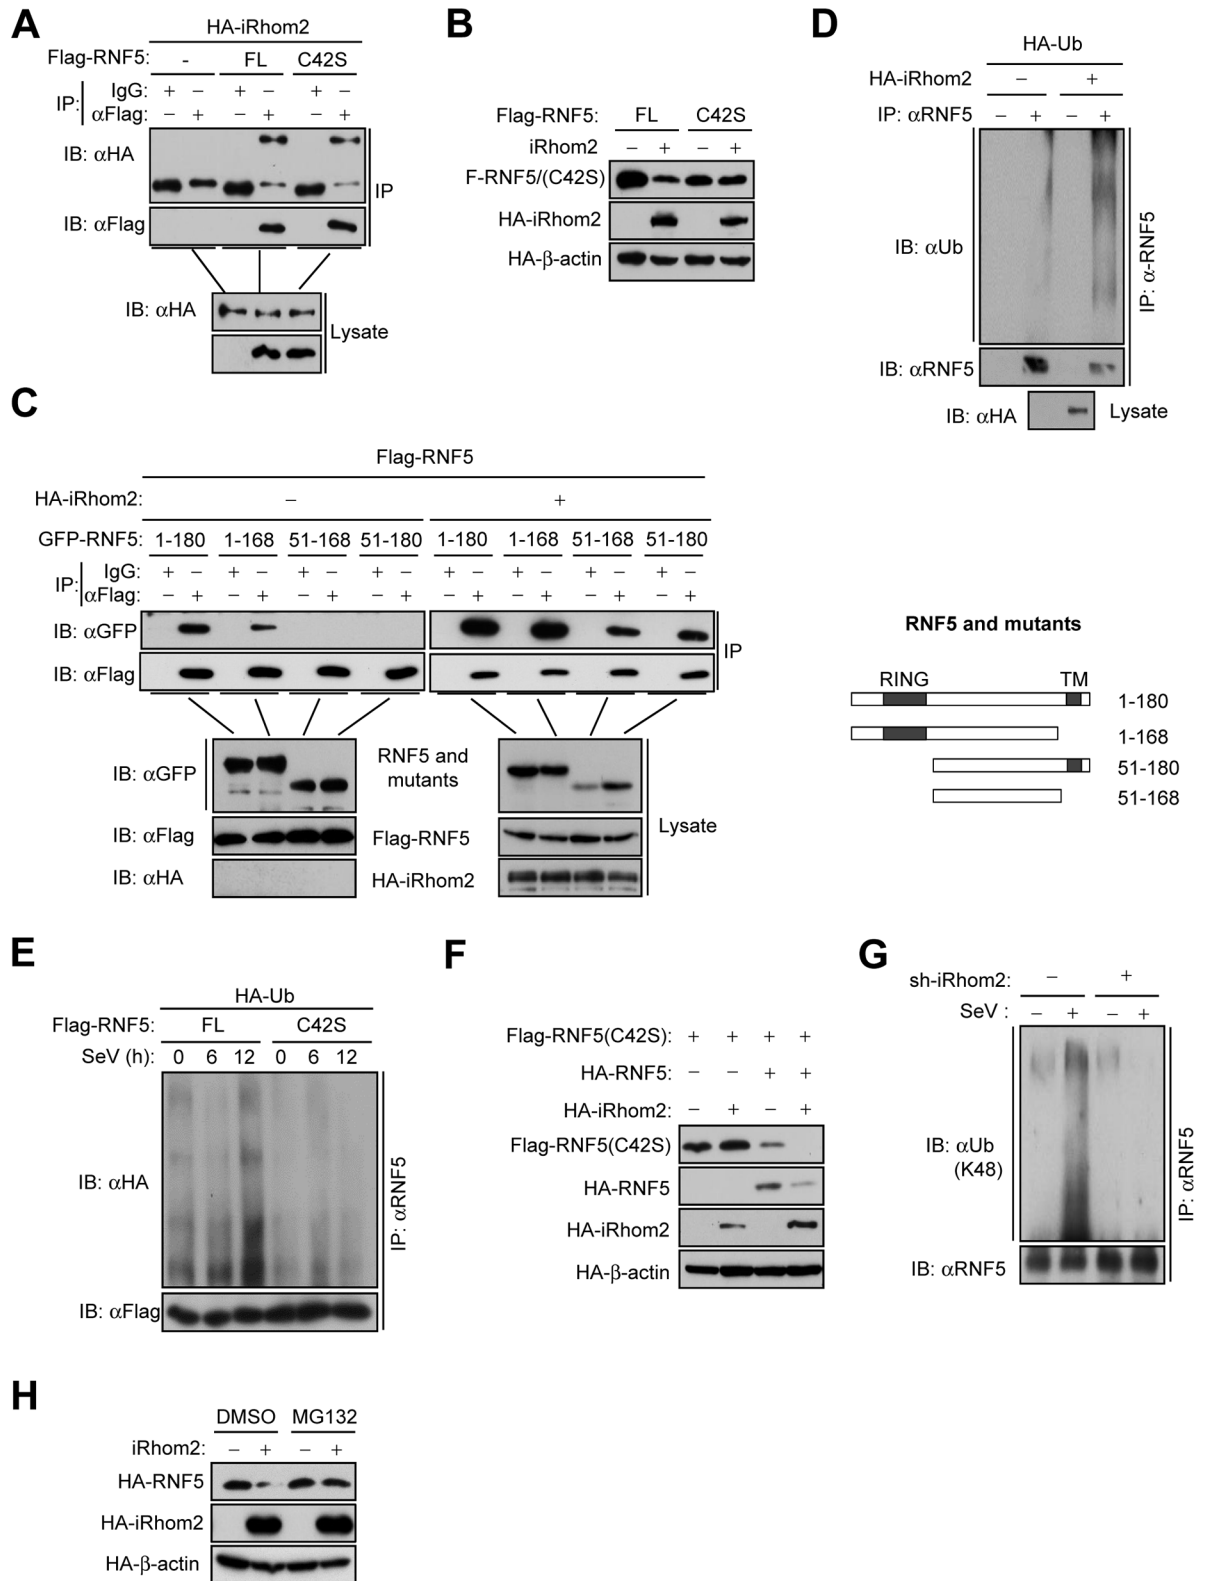 A
HA-iRhom2
Flag-RNF5: - FL C42S
IP: IgG: + − + − + −
αFlag: − + − + − +
IB: αHA
IP
IB: αFlag
IB: αHA
Lysate
B
Flag-RNF5: FL C42S
iRhom2 − + − +
F-RNF5/(C42S)
HA-iRhom2
HA-β-actin
D
HA-Ub
HA-iRhom2 − +
IP: αRNF5 − + − +
IB: αUb
IP: α-RNF5
IB: αRNF5
IB: αHA Lysate
C
Flag-RNF5
HA-iRhom2: − +
GFP-RNF5: 1-180 1-168 51-168 51-180 1-180 1-168 51-168 51-180
IP: IgG: + − + − + − + − + − + − + − + −
αFlag: − + − + − + − + − + − + − + − +
IB: αGFP
IP
IB: αFlag
IB: αGFP RNF5 and mutants
IB: αFlag Flag-RNF5
Lysate
IB: αHA HA-iRhom2
RNF5 and mutants
RING TM
1-180
1-168
51-180
51-168
E
HA-Ub
Flag-RNF5: FL C42S
SeV (h): 0 6 12 0 6 12
IB: αHA
IP: αRNF5
IB: αFlag
F
Flag-RNF5(C42S): + + + +
HA-RNF5: − − + +
HA-iRhom2: − + − +
Flag-RNF5(C42S)
HA-RNF5
HA-iRhom2
HA-β-actin
G
sh-iRhom2: − +
SeV : − + − +
IB: αUb
(K48)
IP: αRNF5
IB: αRNF5
H
DMSO MG132
iRhom2: − + − +
HA-RNF5
HA-iRhom2
HA-β-actin